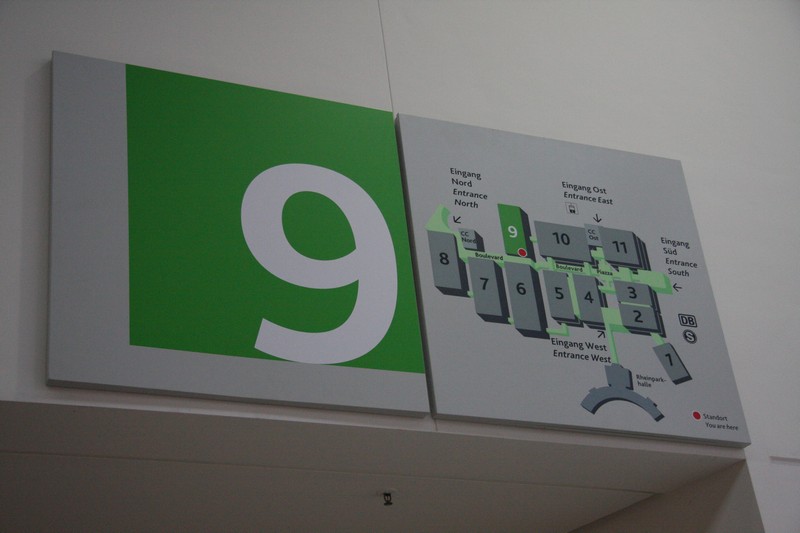 9
Eingang
Nord
Entrance
North
Eingang Ost
Entrance East
Eingang
Süd
Entrance
South
CC
Nord
9
10
CC
Ost
11
8
Boulevard
7
6
Boulevard
Piazza
5
4
3
2
1
Eingang West
Entrance West
DB
S
Rheinpark-
halle
Standort
You are here